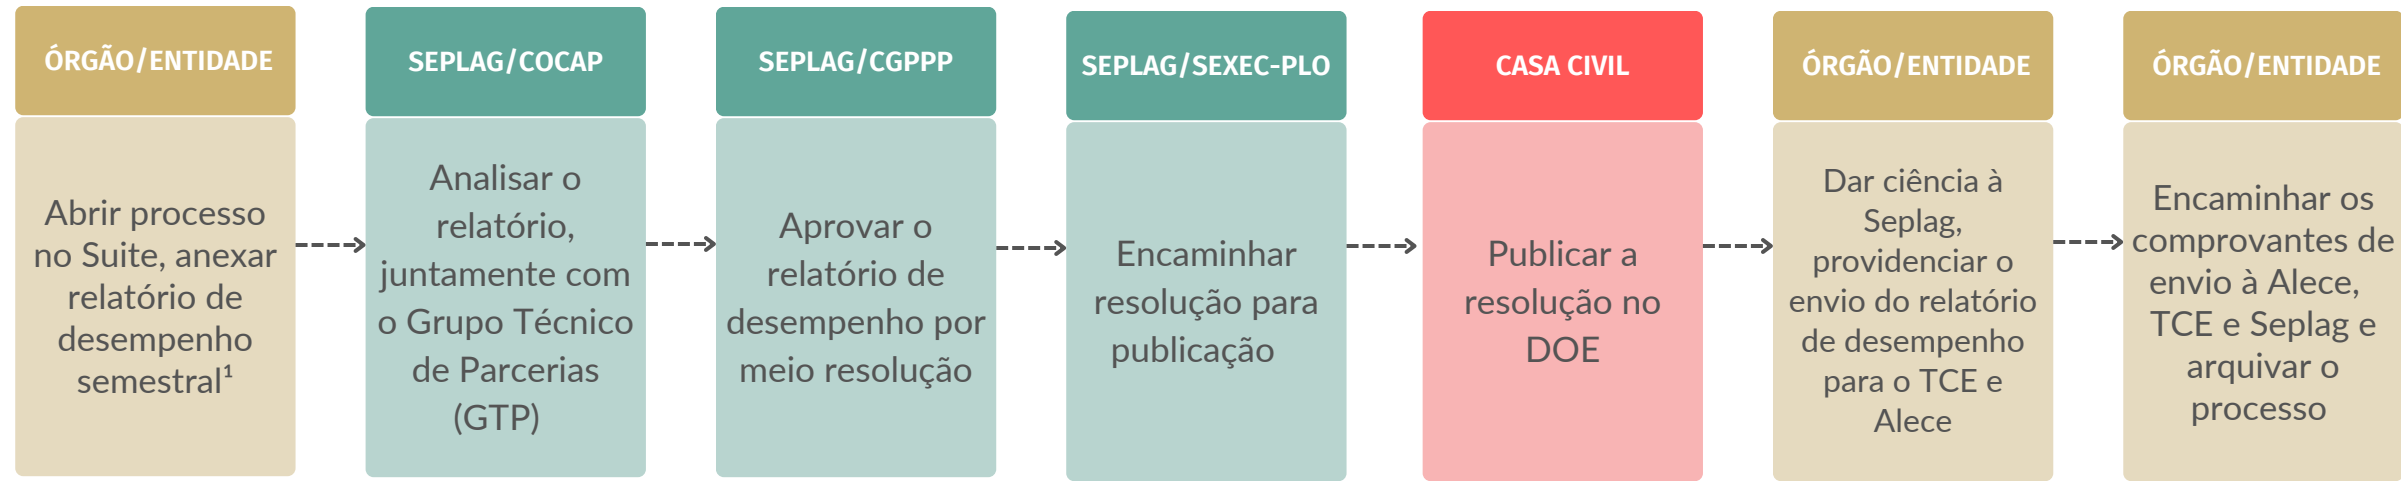 ÓRGÃO/ENTIDADE
Abrir processo
no Suite, anexar
relatório de
desempenho
semestral¹
SEPLAG/COCAP
Analisar o
relatório,
juntamente com
o Grupo Técnico
de Parcerias
(GTP)
SEPLAG/CGPPP
Aprovar o
relatório de
desempenho por
meio resolução
SEPLAG/SEXEC-PLO
Encaminhar
resolução para
publicação
CASA CIVIL
Publicar a
resolução no
DOE
ÓRGÃO/ENTIDADE
Dar ciência à
Seplag,
providenciar o
envio do relatório
de desempenho
para o TCE e
Alece
ÓRGÃO/ENTIDADE
Encaminhar os
comprovantes de
envio à Alece,
TCE e Seplag e
arquivar o
processo